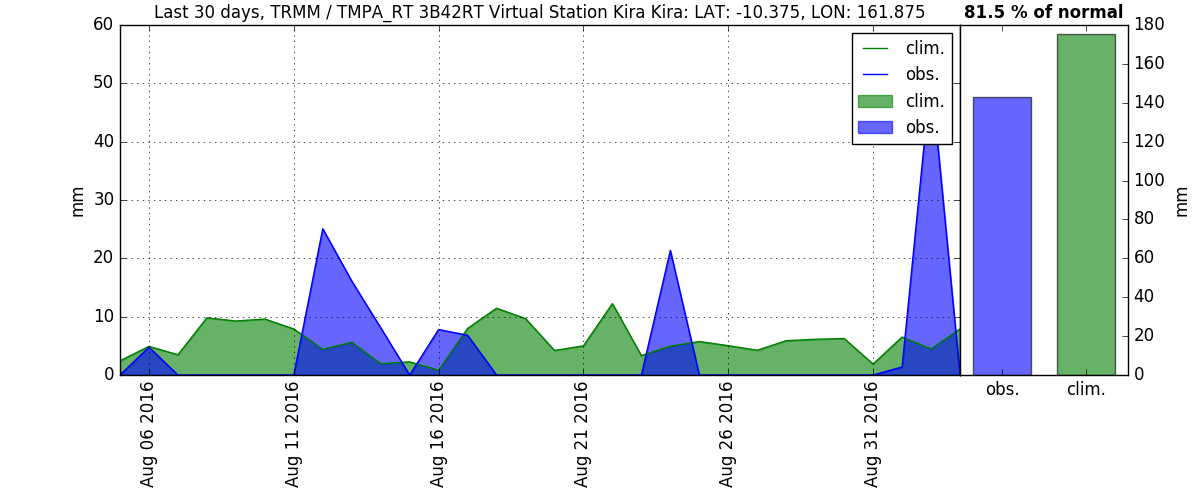 Last 30 days, TRMM / TMPA_RT 3B42RT Virtual Station Kira Kira: LAT: -10.375, LON: 161.875
81.5 % of normal
60
50
40
30
20
10
0
mm
clim.
obs.
clim.
obs.
180
160
140
120
100
80
60
40
20
0
mm
Aug 06 2016
Aug 11 2016
Aug 16 2016
Aug 21 2016
Aug 26 2016
Aug 31 2016
obs.
clim.